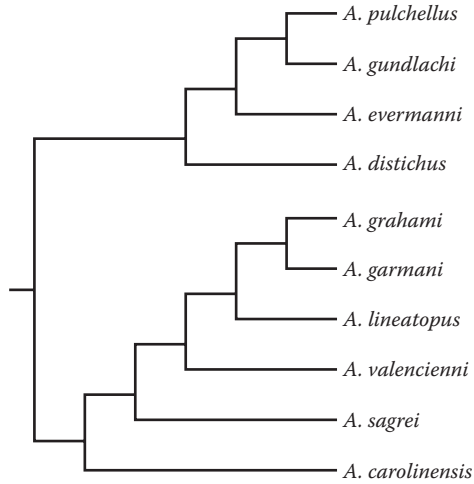 A. pulchellus
A. gundlachi
A. evermanni
A. distichus
A. grahami
A. garmani
A. lineatopus
A. valencienni
A. sagrei
A. carolinensis